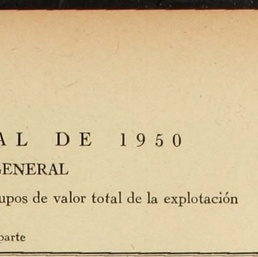 AL DE 1950
GENERAL
upos de valor total de la explotación
parte